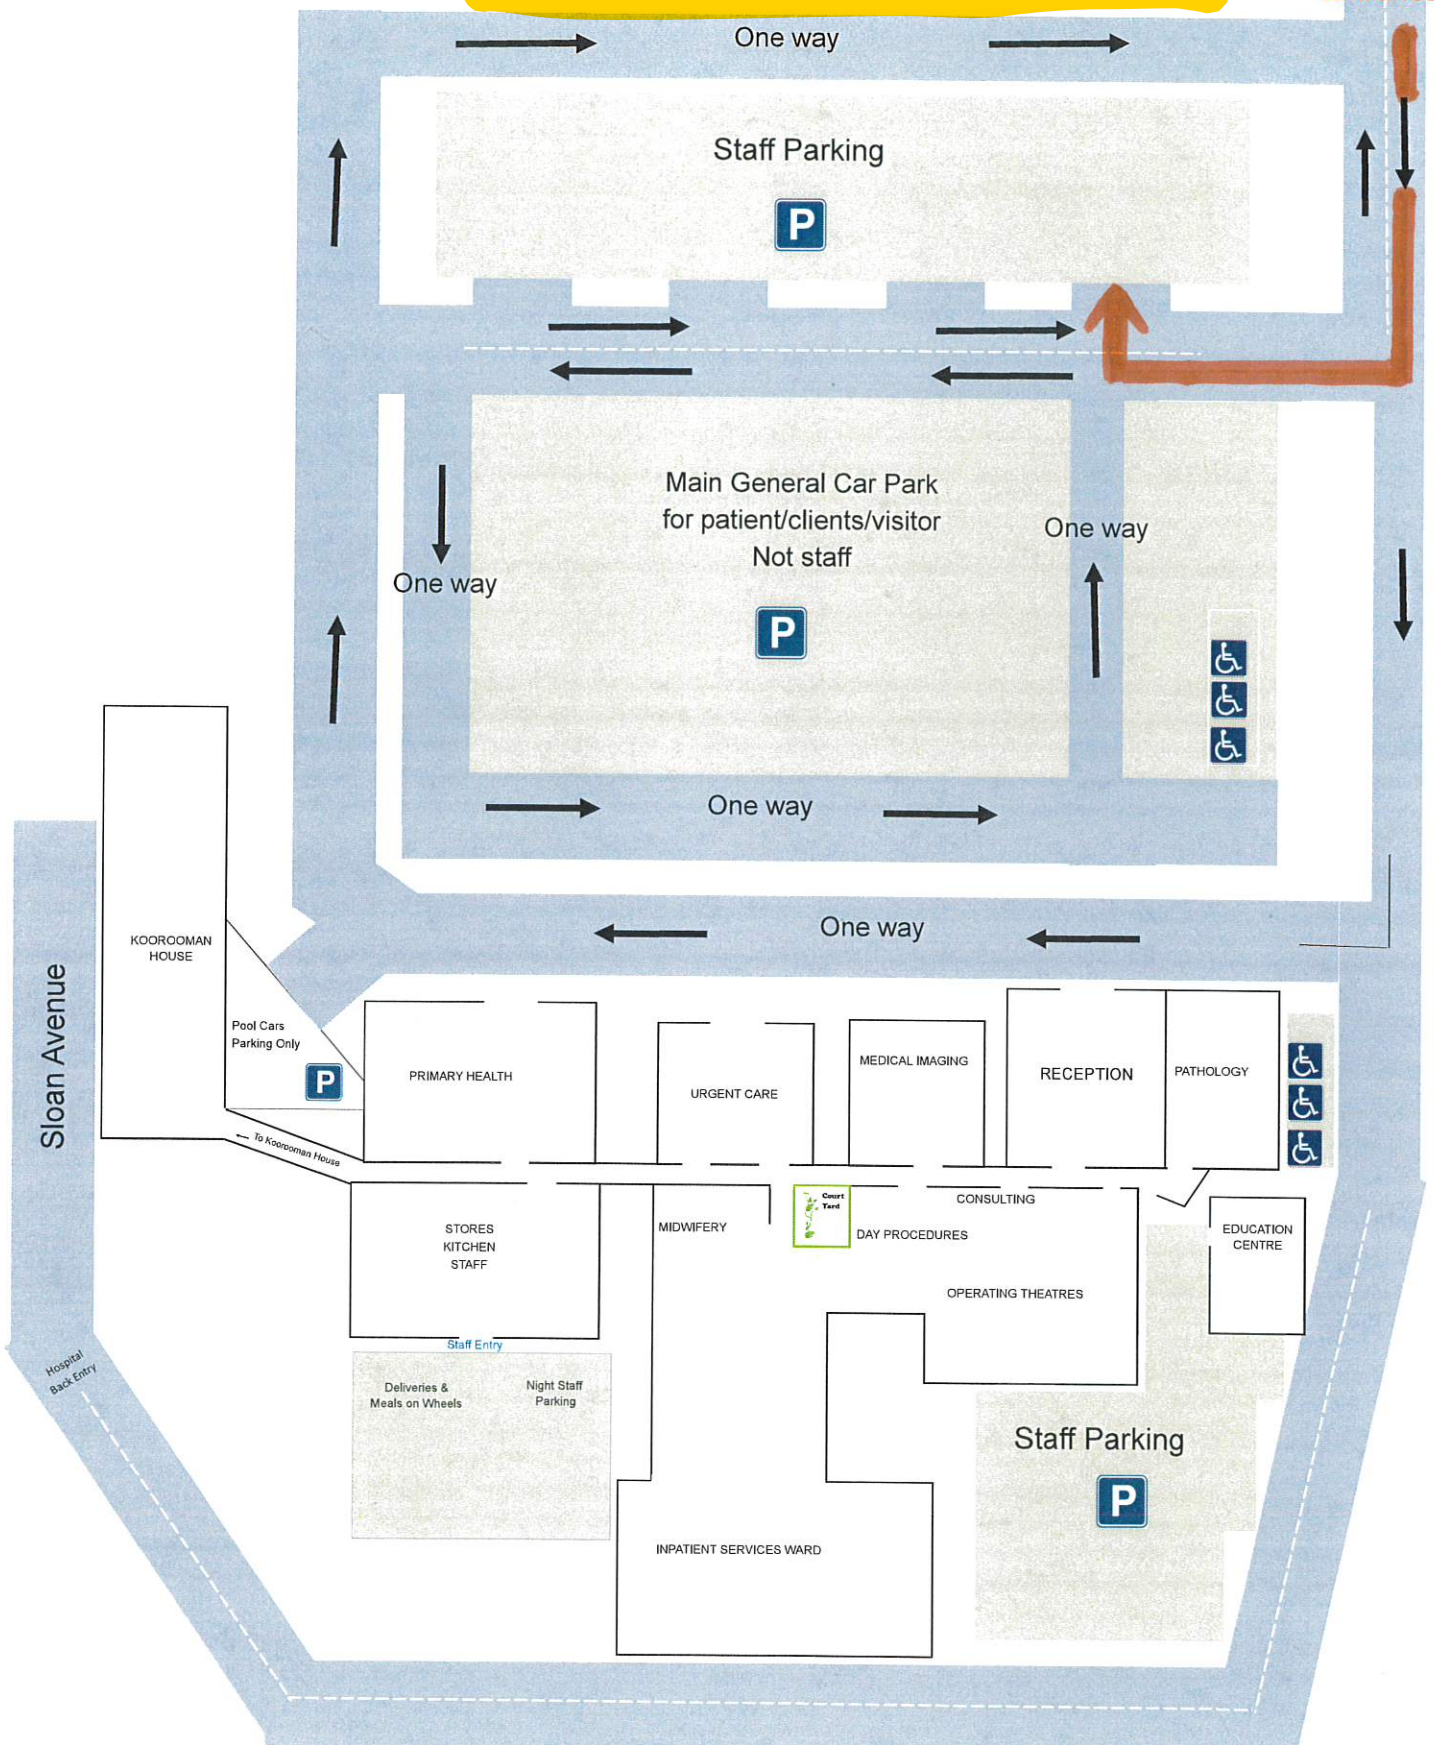 One way
Staff Parking
P
Main General Car Park
for patient/clients/visitor
Not staff
P
One way
One way
One way
One way
Sloan Avenue
KOOROOMAN
HOUSE
Pool Cars
Parking Only
P
To Koorooman House
PRIMARY HEALTH
URGENT CARE
MEDICAL IMAGING
RECEPTION
PATHOLOGY
STORES
KITCHEN
STAFF
Staff Entry
MIDWIFERY
Court
Yard
CONSULTING
DAY PROCEDURES
OPERATING THEATRES
EDUCATION
CENTRE
Hospital
Back Entry
Deliveries &
Meals on Wheels
Night Staff
Parking
Staff Parking
P
INPATIENT SERVICES WARD